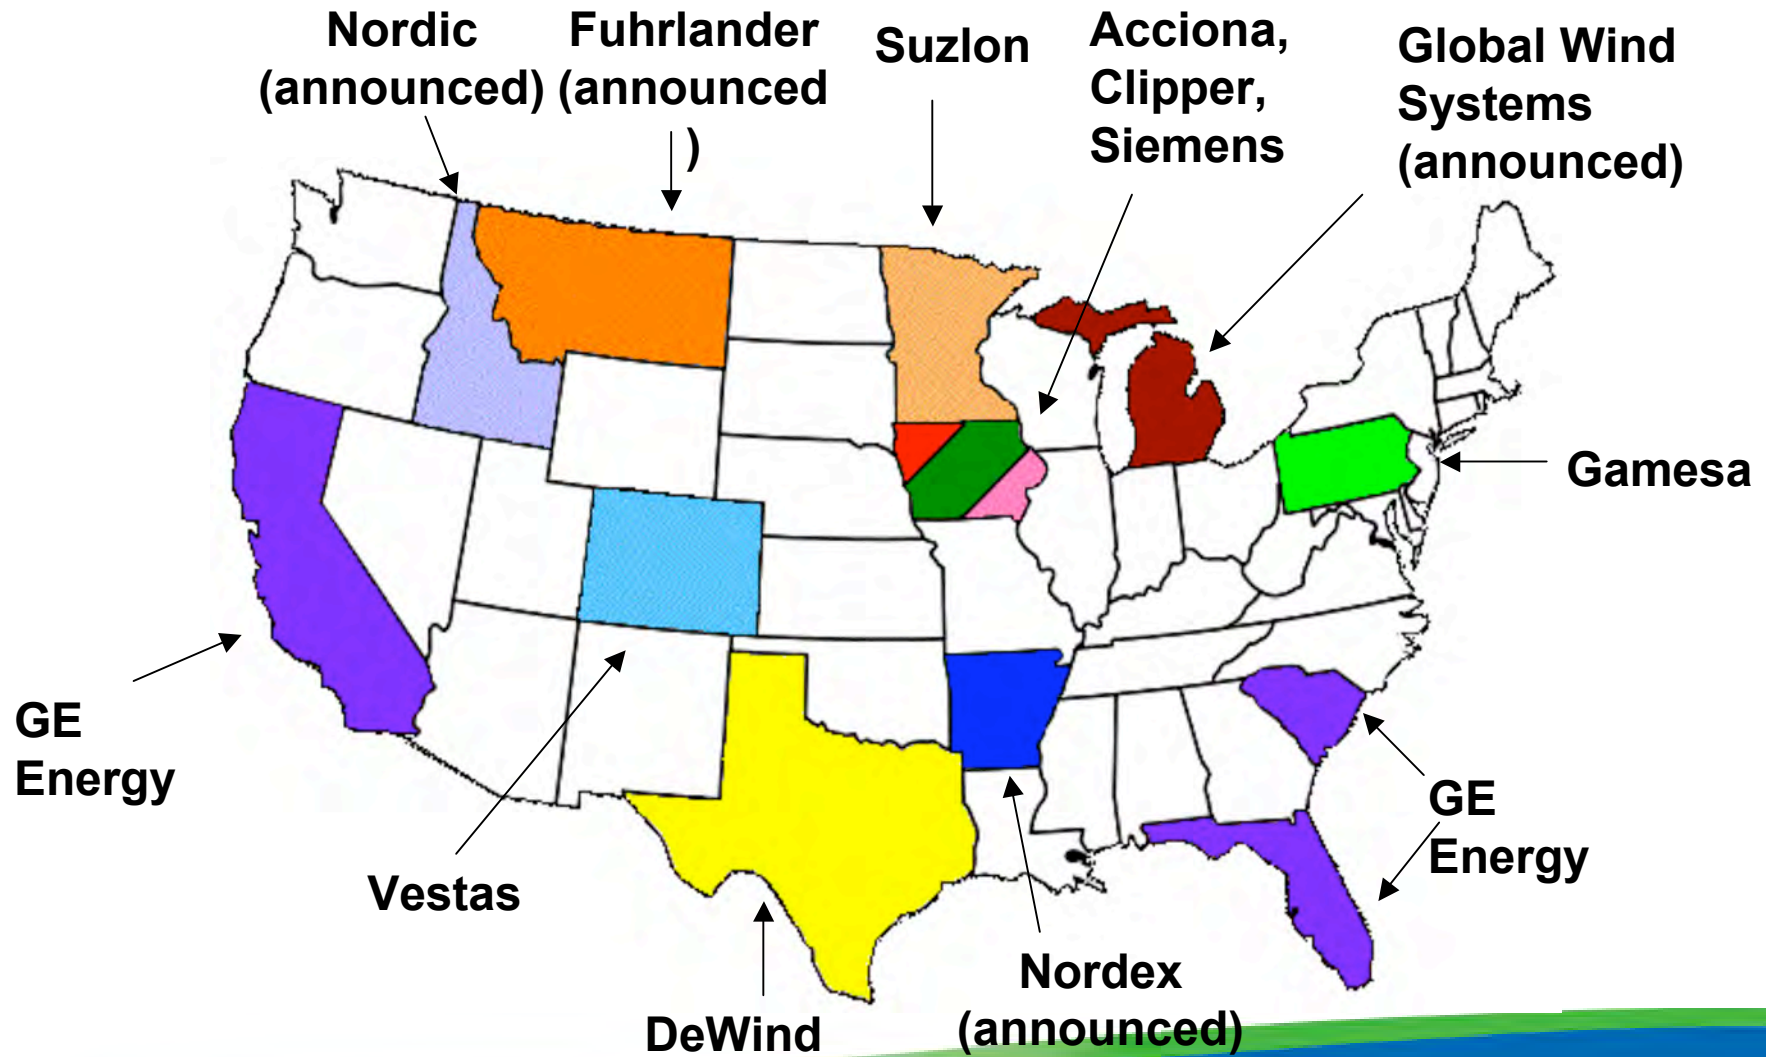 Nordic
(announced)
Fuhrlander
(announced
)
Suzlon
Acciona,
Clipper,
Siemens
Global Wind
Systems
(announced)
Gamesa
GE
Energy
GE
Energy
Vestas
Nordex
(announced)
DeWind